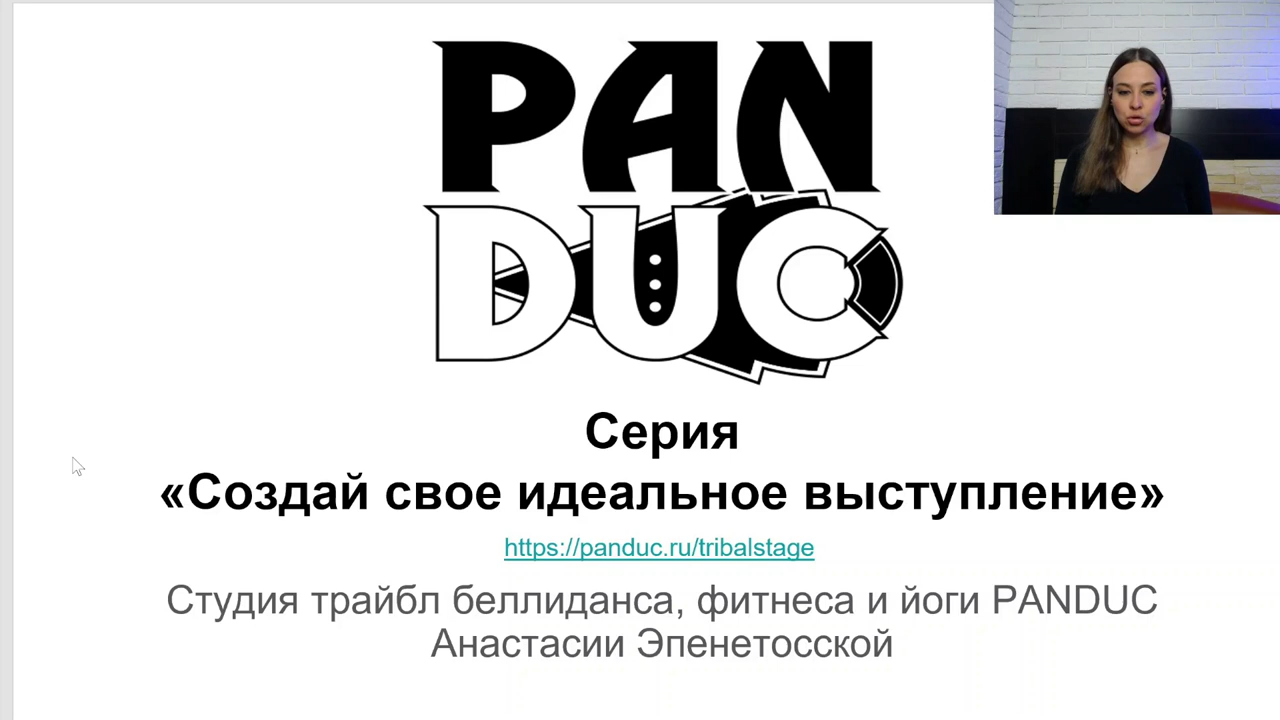 PAN
DUC
Серия
«Создай свое идеальное выступление»
https://panduc.ru/tribalstage
Студия трайбл беллиданса, фитнеса и йоги PANDUC
Анастасии Эпенетосской